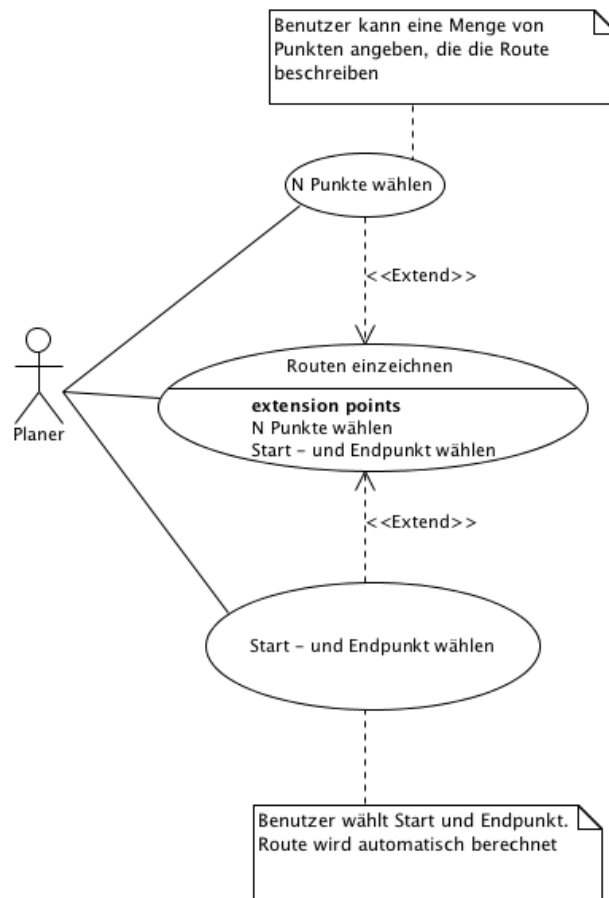 Benutzer kann eine Menge von
Punkten angeben, die die Route
beschreiben
N Punkte wählen
<<Extend>>
Routen einzeichnen
extension points
N Punkte wählen
Start – und Endpunkt wählen
Planer
<<Extend>>
Start – und Endpunkt wählen
Benutzer wählt Start und Endpunkt.
Route wird automatisch berechnet